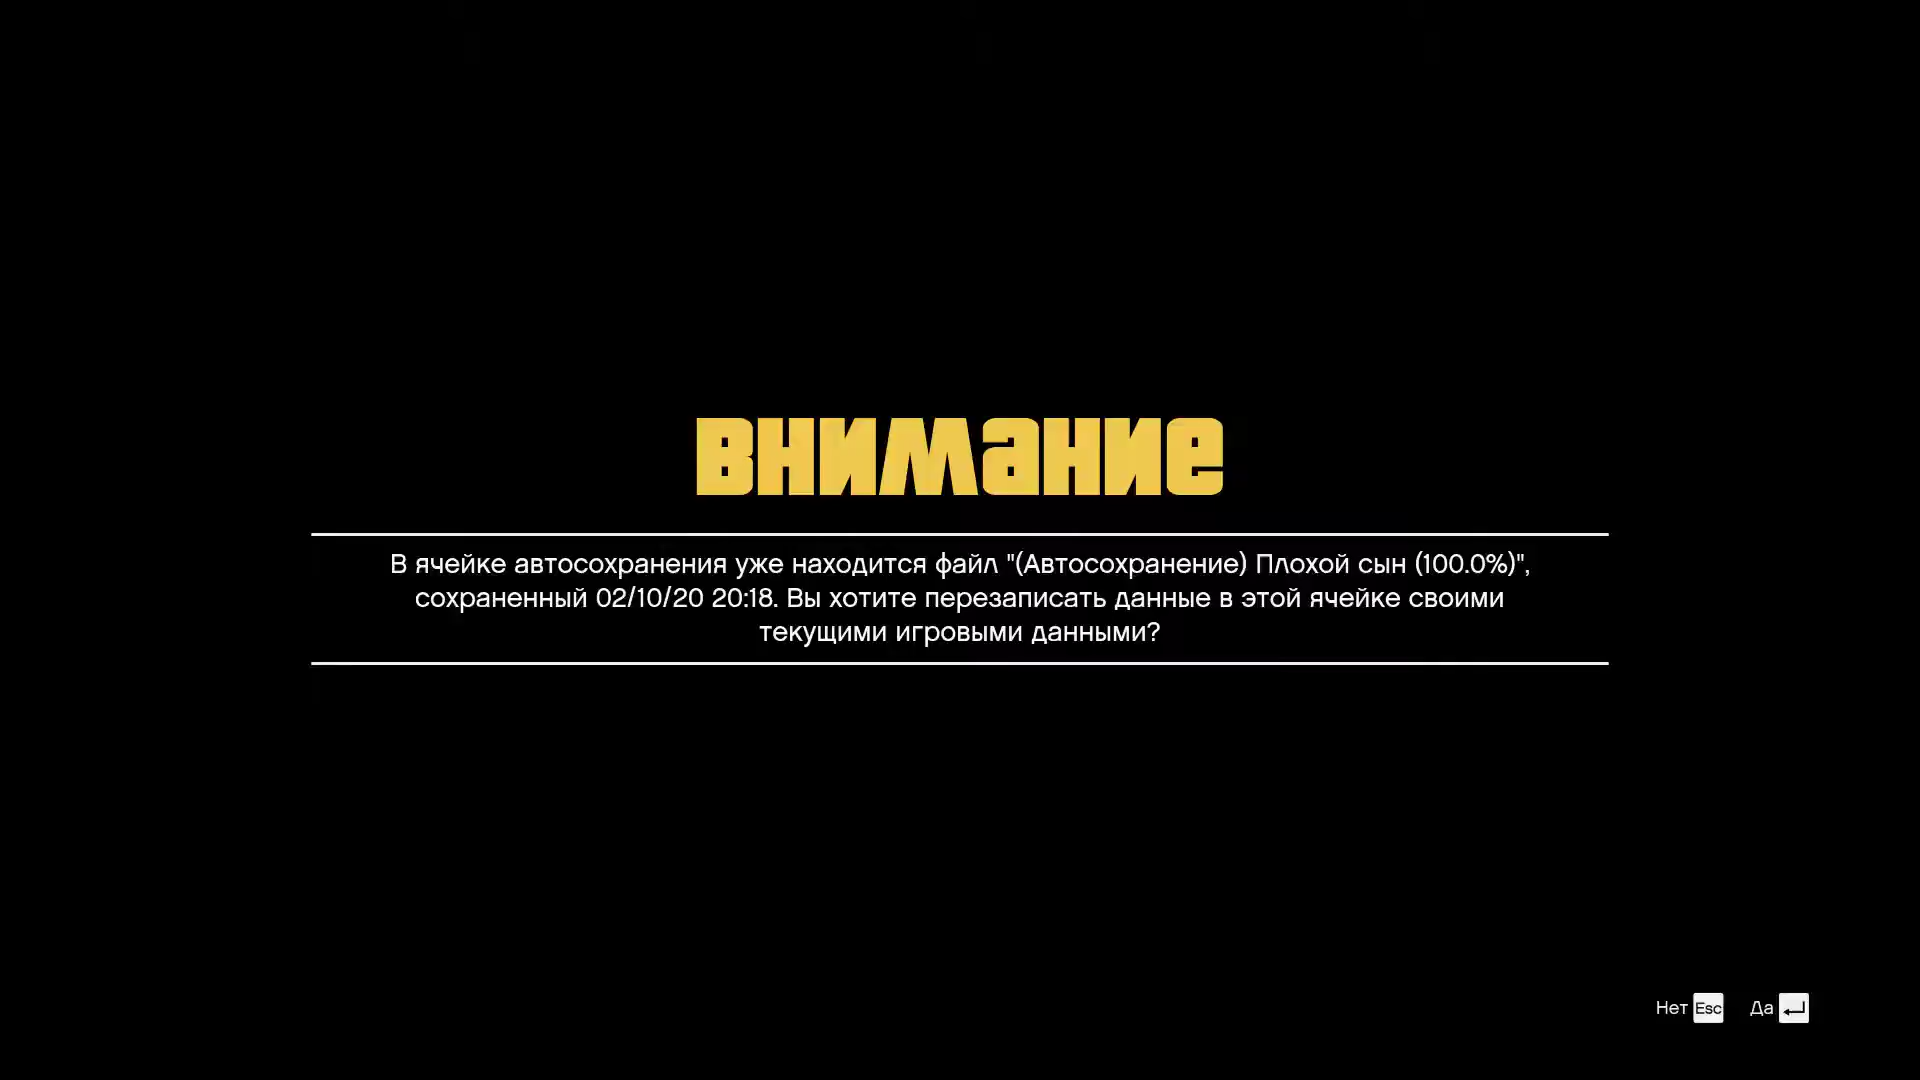 внимание
В ячейке автосохранения уже находится файл "(Автосохранение) Плохой сын (100.0%)",
сохраненный 02/10/20 20:18. Вы хотите перезаписать данные в этой ячейке своими
текущими игровыми данными?
Нет Esc Да